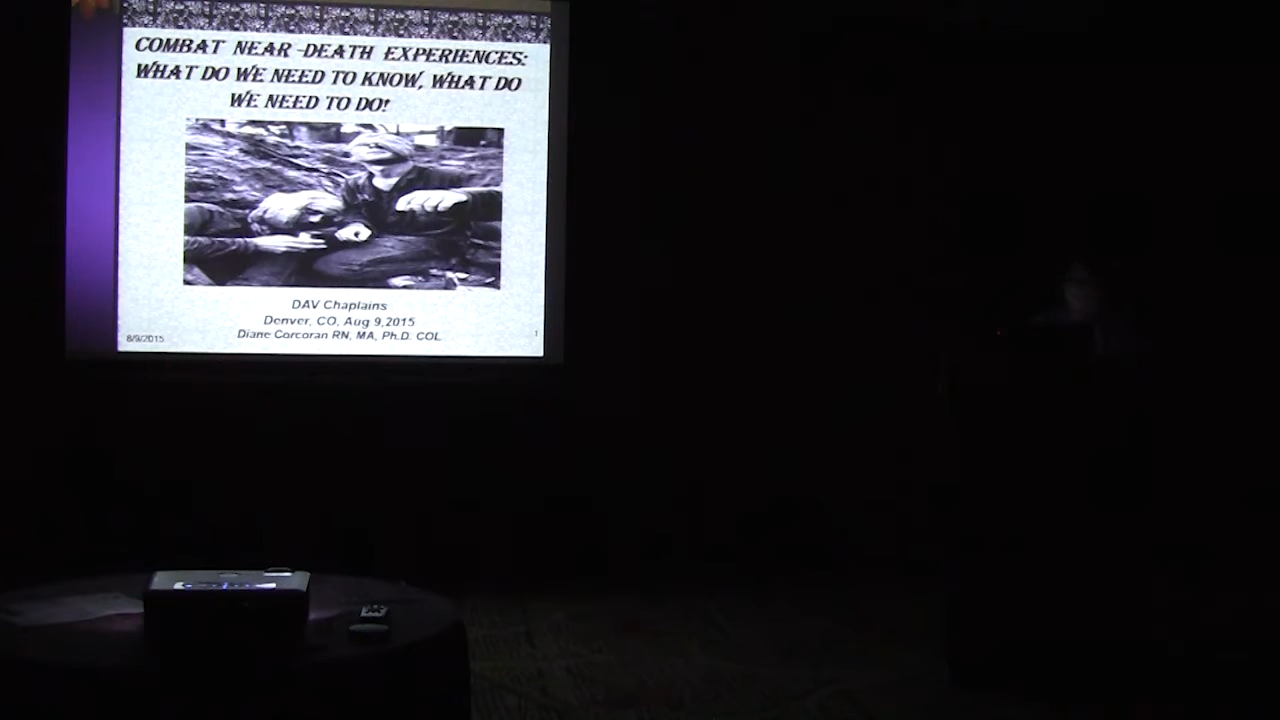 COMBAT NEAR-DEATH EXPERIENCES:
WHAT DO WE NEED TO KNOW, WHAT DO
WE NEED TO DO!
DAV Chaplains
Denver, CO, Aug 9,2015
Diane Corcoran RN, MA, Ph.D. COL
8/9/2015
1